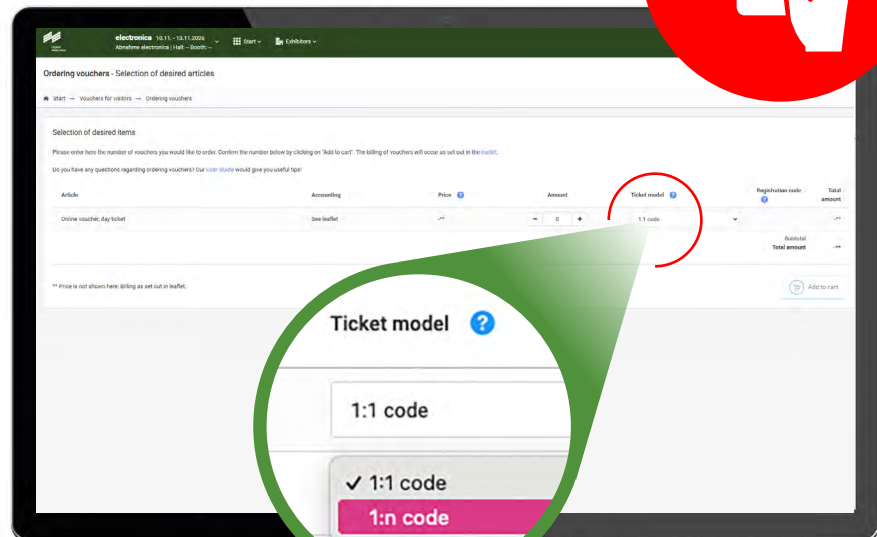 electronica 10.11. - 13.11.2026
Abnahme electronica | Hall: – Booth: –
Start
Exhibitors
Ordering vouchers - Selection of desired articles
Start → Vouchers for visitors → Ordering vouchers
Selection of desired items
Please enter here the number of vouchers you would like to order. Confirm the number below by clicking on "Add to cart". The billing of vouchers will occur as set out in the leaflet.
Do you have any questions regarding ordering vouchers? Our User Guide would give you useful tips!
Article Accounting Price ? Amount Ticket model ? Registration code ? Total amount
Online voucher, day ticket See leaflet -** − 0 + 1:1 code -**
Subtotal
Total amount -**
** Price is not shown here: Billing as set out in leaflet.
Add to cart
Ticket model ?
1:1 code
✓ 1:1 code
1:n code